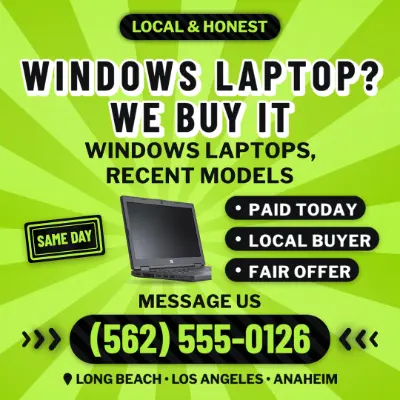 LOCAL & HONEST
WINDOWS LAPTOP?
WE BUY IT
WINDOWS LAPTOPS,
RECENT MODELS
SAME DAY
• PAID TODAY
• LOCAL BUYER
• FAIR OFFER
MESSAGE US
››› (562) 555-0126 ‹‹‹
LONG BEACH • LOS ANGELES • ANAHEIM